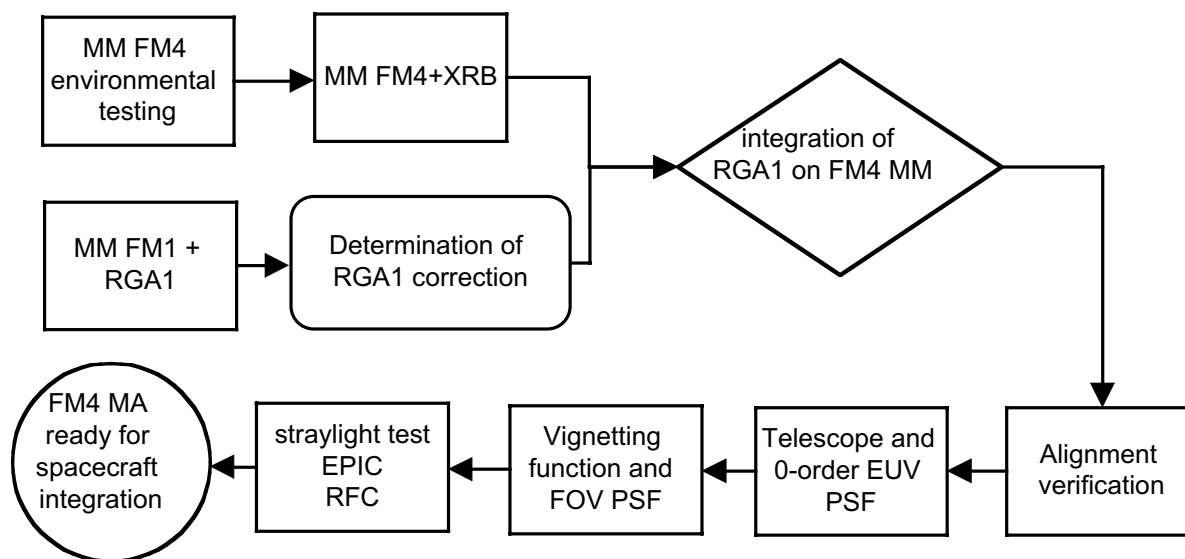 MM FM4
environmental
testing
MM FM4+XRB
integration of
RGA1 on FM4 MM
MM FM1 +
RGA1
Determination of
RGA1 correction
FM4 MA
ready for
spacecraft
integration
straylight test
EPIC
RFC
Vignetting
function and
FOV PSF
Telescope and
0-order EUV
PSF
Alignment
verification